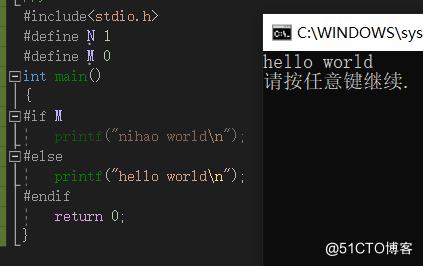 #include<stdio.h>
#define N 1
#define M 0
int main()
{
#if M
printf("nihao world\n");
#else
printf("hello world\n");
#endif
return 0;
}
C:\WINDOWS\sys
hello world
请按任意键继续.
@51CTO博客